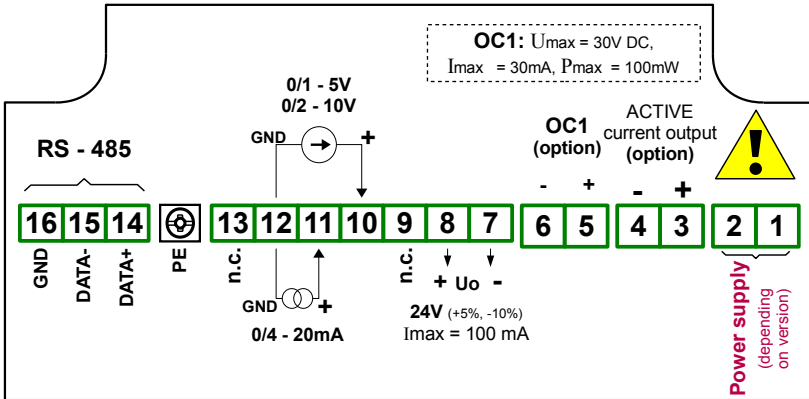 OC1: Umax = 30V DC,
Imax = 30mA, Pmax = 100mW
0/1 - 5V
0/2 - 10V
GND
+
RS - 485
OC1
(option)
- +
ACTIVE
current output
(option)
- +
16 15 14
13 12 11 10 9 8 7
6 5
4 3
2 1
GND
DATA-
DATA+
PE
n.c.
GND
+
0/4 - 20mA
n.c.
+ Uo -
24V (+5%, -10%)
Imax = 100 mA
Power supply
(depending
on version)